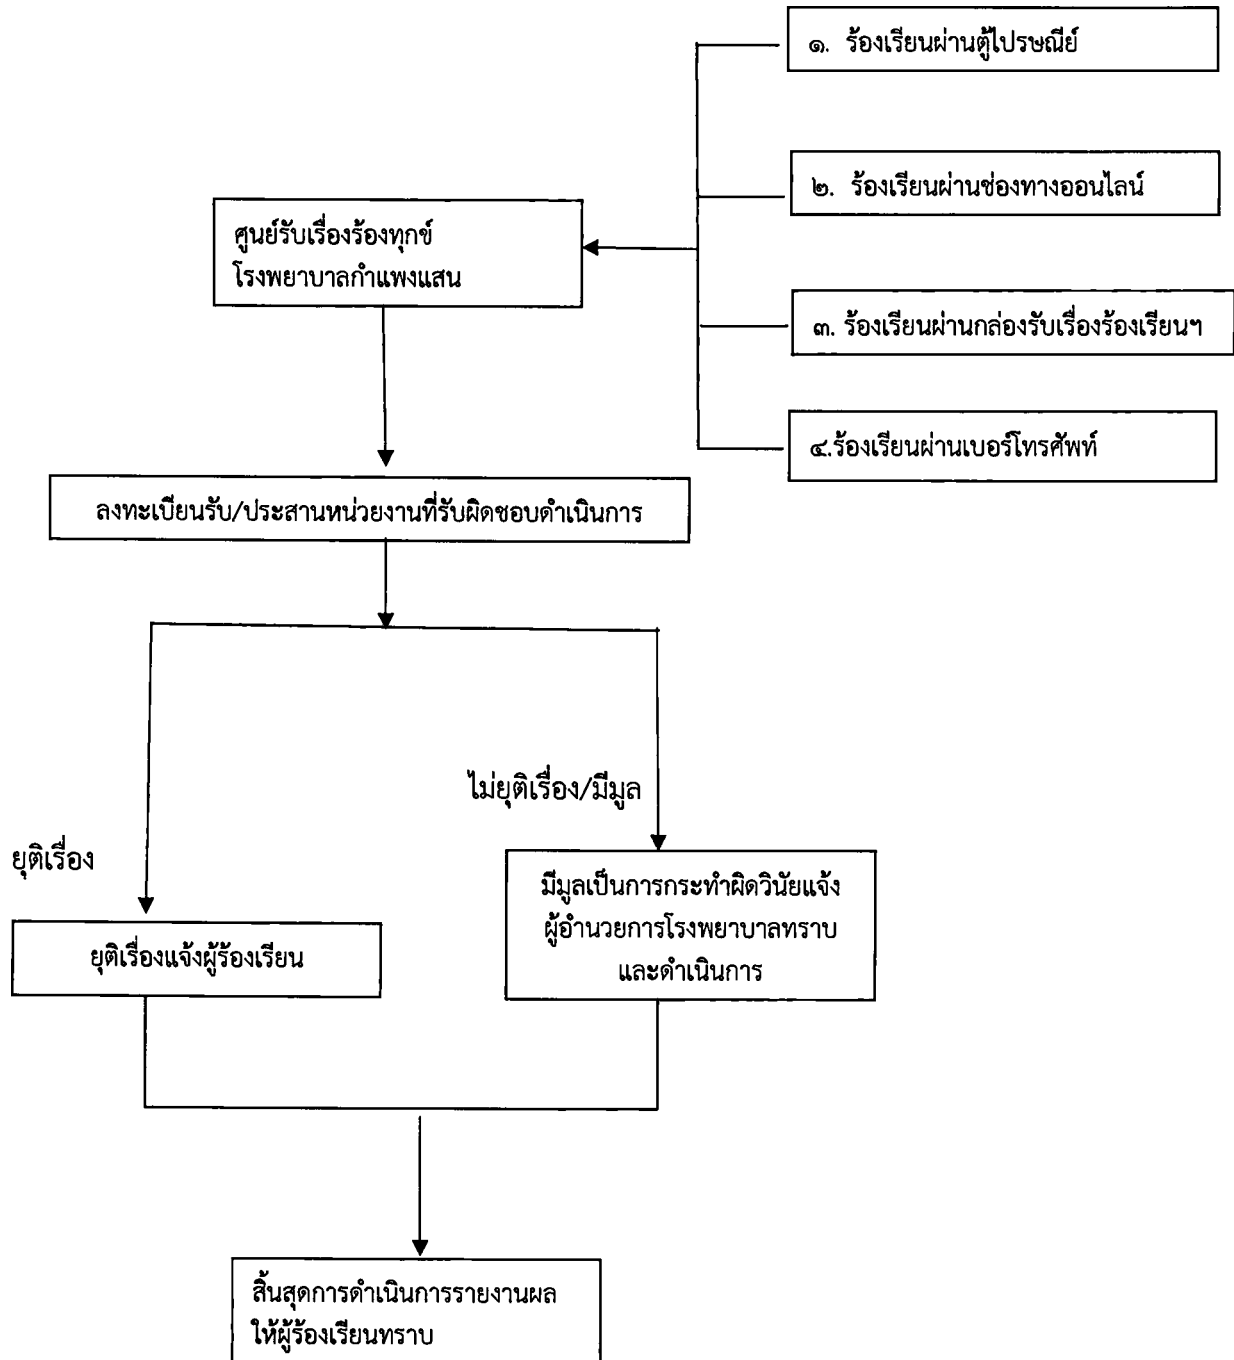 ๑. ร้องเรียนผ่านตู้ไปรษณีย์
๒. ร้องเรียนผ่านช่องทางออนไลน์
ศูนย์รับเรื่องร้องทุกข์
โรงพยาบาลกำแพงแสน
๓. ร้องเรียนผ่านกล่องรับเรื่องร้องเรียนฯ
๔.ร้องเรียนผ่านเบอร์โทรศัพท์
ลงทะเบียนรับ/ประสานหน่วยงานที่รับผิดชอบดำเนินการ
ไม่ยุติเรื่อง/มีมูล
ยุติเรื่อง
มีมูลเป็นการกระทำผิดวินัยแจ้ง
ผู้อำนวยการโรงพยาบาลทราบ
และดำเนินการ
ยุติเรื่องแจ้งผู้ร้องเรียน
สิ้นสุดการดำเนินการรายงานผล
ให้ผู้ร้องเรียนทราบ